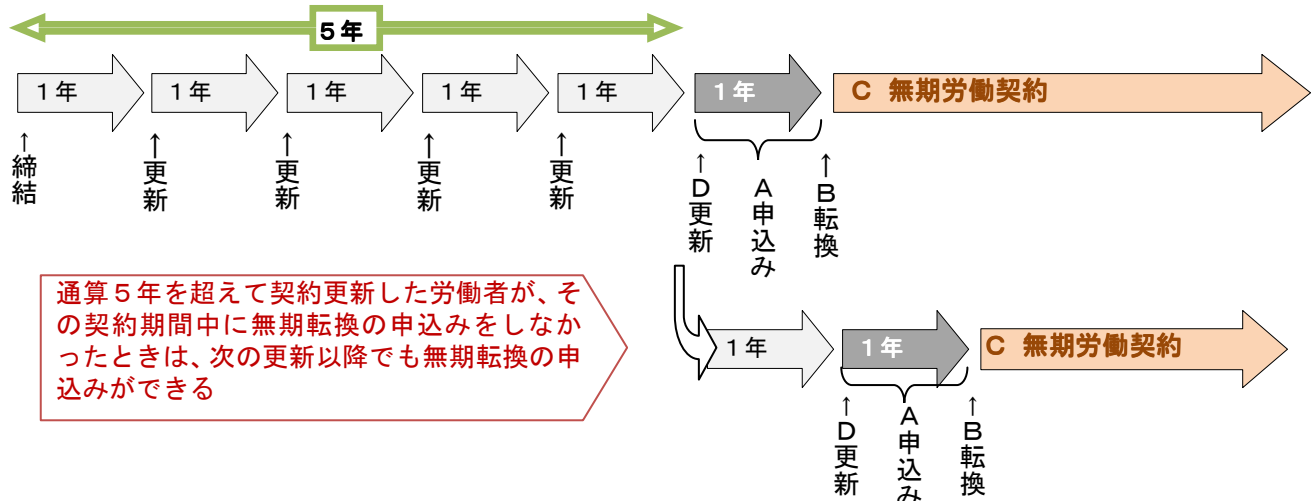 ５年
１年
１年
１年
１年
１年
１年
Ｃ 無期労働契約
↑締結
↑更新
↑更新
↑更新
↑更新
↑Ｄ更新
Ａ申込み
↑Ｂ転換
通算５年を超えて契約更新した労働者が、そ
の契約期間中に無期転換の申込みをしなか
ったときは、次の更新以降でも無期転換の申
込みができる
１年
１年
Ｃ 無期労働契約
↑Ｄ更新
Ａ申込み
↑Ｂ転換